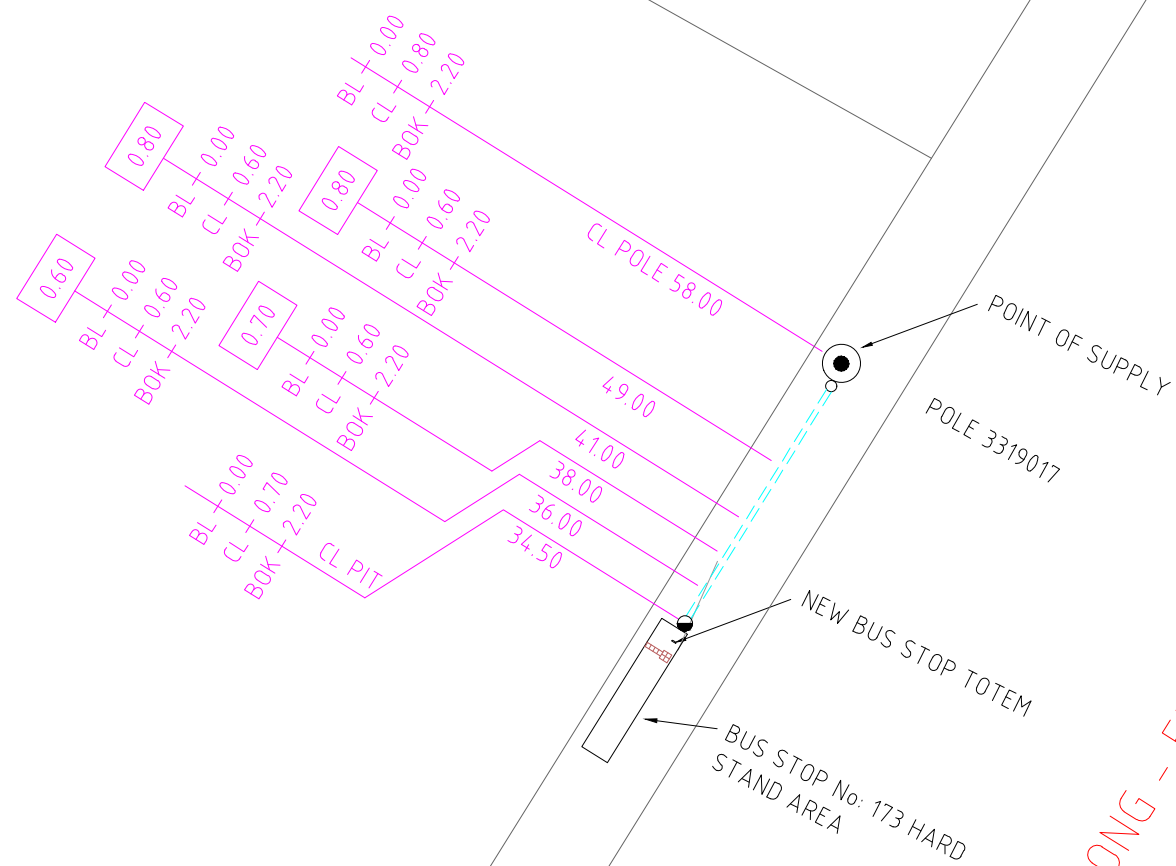 BL 0.00
CL 0.80
BOK 2.20
CL POLE 58.00
0.80
BL 0.00
CL 0.60
BOK 2.20
0.80
BL 0.00
CL 0.60
BOK 2.20
49.00
41.00
0.60
BL 0.00
CL 0.60
BOK 2.20
0.70
BL 0.00
CL 0.60
BOK 2.20
38.00
36.00
BL 0.00
CL 0.70
BOK 2.20
CL PIT
34.50
POINT OF SUPPLY
POLE 3319017
NEW BUS STOP TOTEM
BUS STOP No: 173 HARD
STAND AREA
ONG -